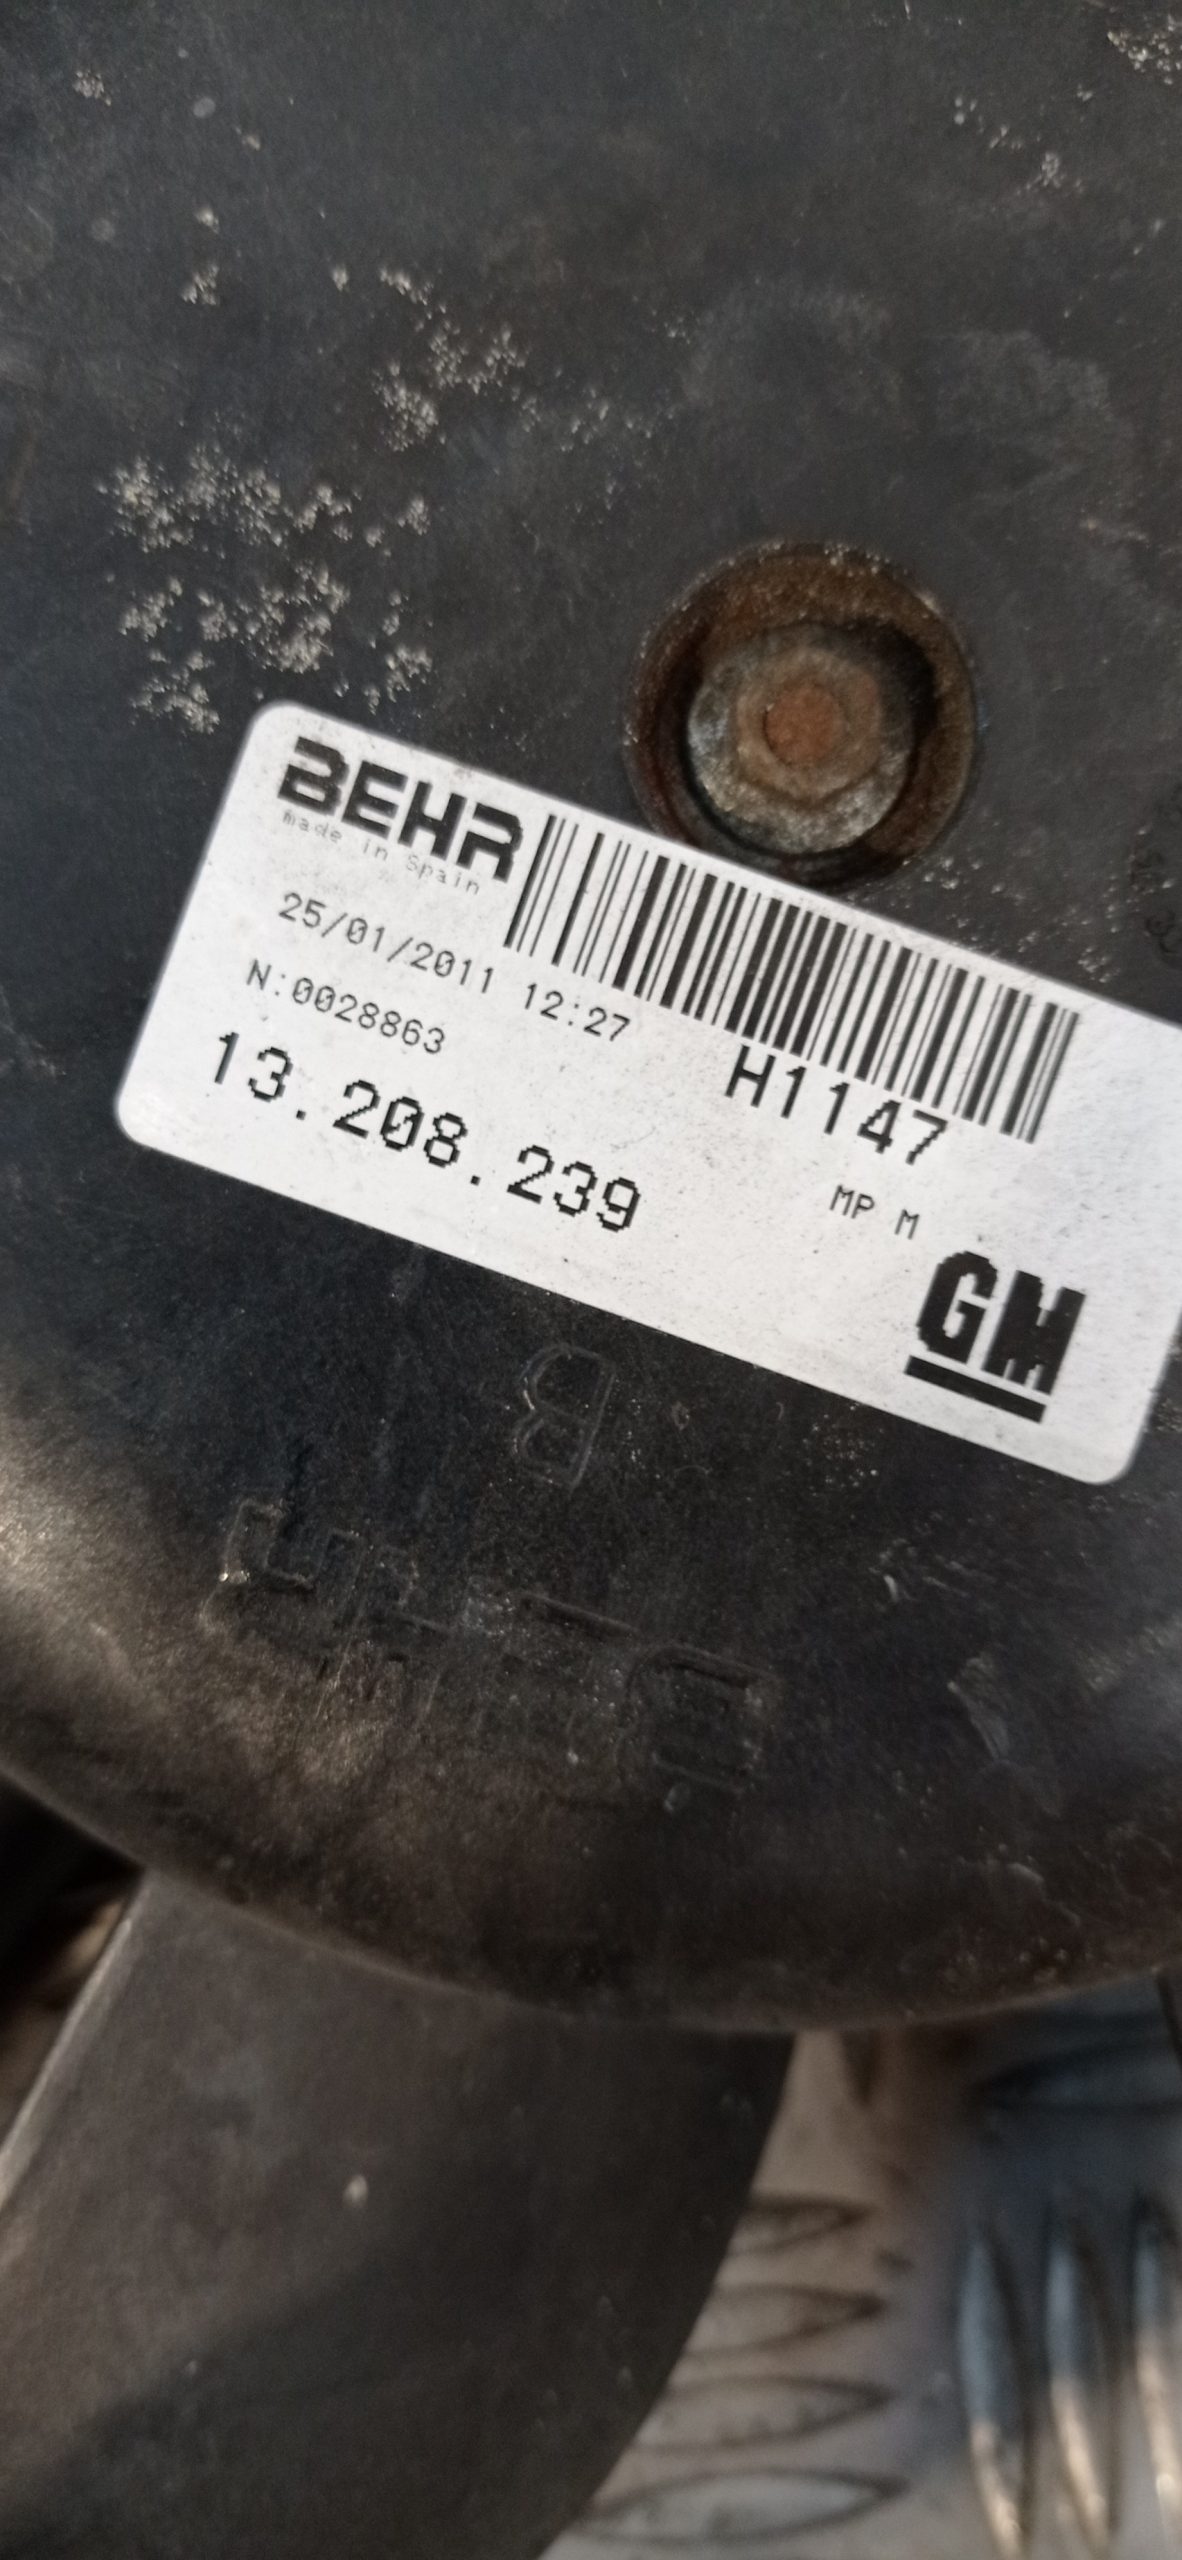 BEHR
made in Spain
25/01/2011 12:27
N:0028863
H1147
13.208.239
MP M
GM
B